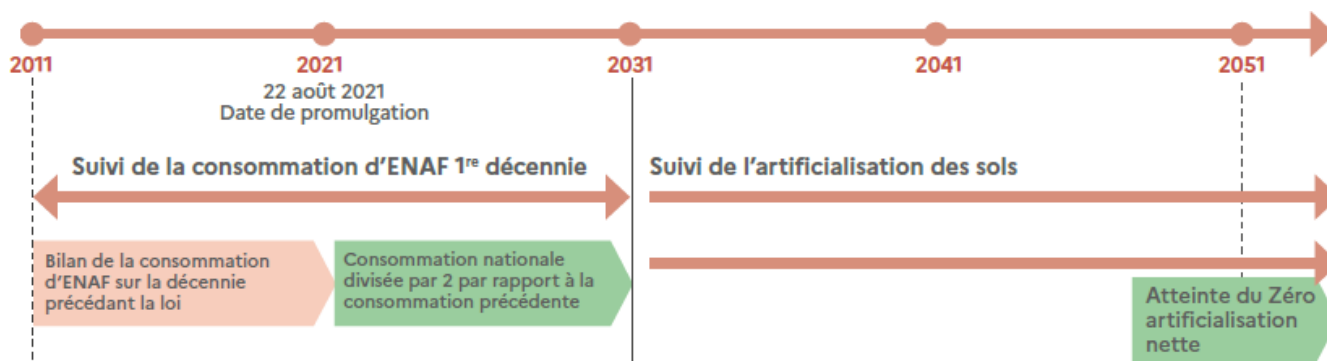 2011
2021
2031
2041
2051
22 août 2021
Date de promulgation
Suivi de la consommation d’ENAF 1re décennie
Suivi de l’artificialisation des sols
Bilan de la consommation
d’ENAF sur la décennie
précédant la loi
Consommation nationale
divisée par 2 par rapport à la
consommation précédente
Atteinte du Zéro
artificialisation
nette